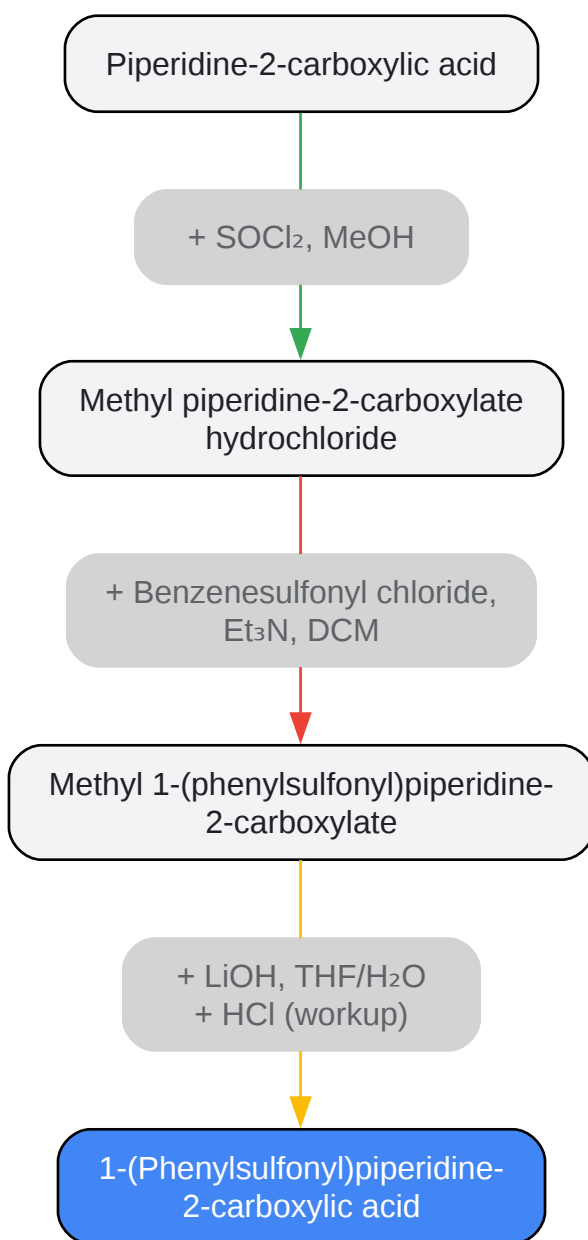 Piperidine-2-carboxylic acid
+ SOCl₂, MeOH
Methyl piperidine-2-carboxylate
hydrochloride
+ Benzenesulfonyl chloride,
Et₃N, DCM
Methyl 1-(phenylsulfonyl)piperidine-
2-carboxylate
+ LiOH, THF/H₂O
+ HCl (workup)
1-(Phenylsulfonyl)piperidine-
2-carboxylic acid